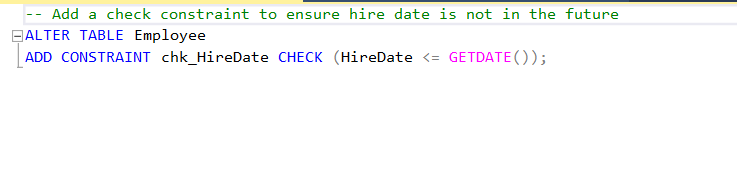 -- Add a check constraint to ensure hire date is not in the future
ALTER TABLE Employee
ADD CONSTRAINT chk_HireDate CHECK (HireDate <= GETDATE());